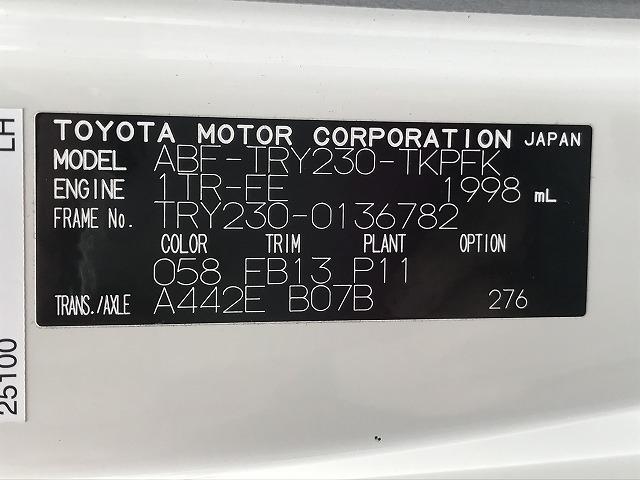 TOYOTA MOTOR CORPORATION JAPAN
MODEL ABF-TRY230-TKPFK
ENGINE 1TR-FE 1998 mL
FRAME No. TRY230-0136782
COLOR TRIM PLANT OPTION
058 FB13 P11
TRANS./AXLE A442E B07B 276
LH
25100